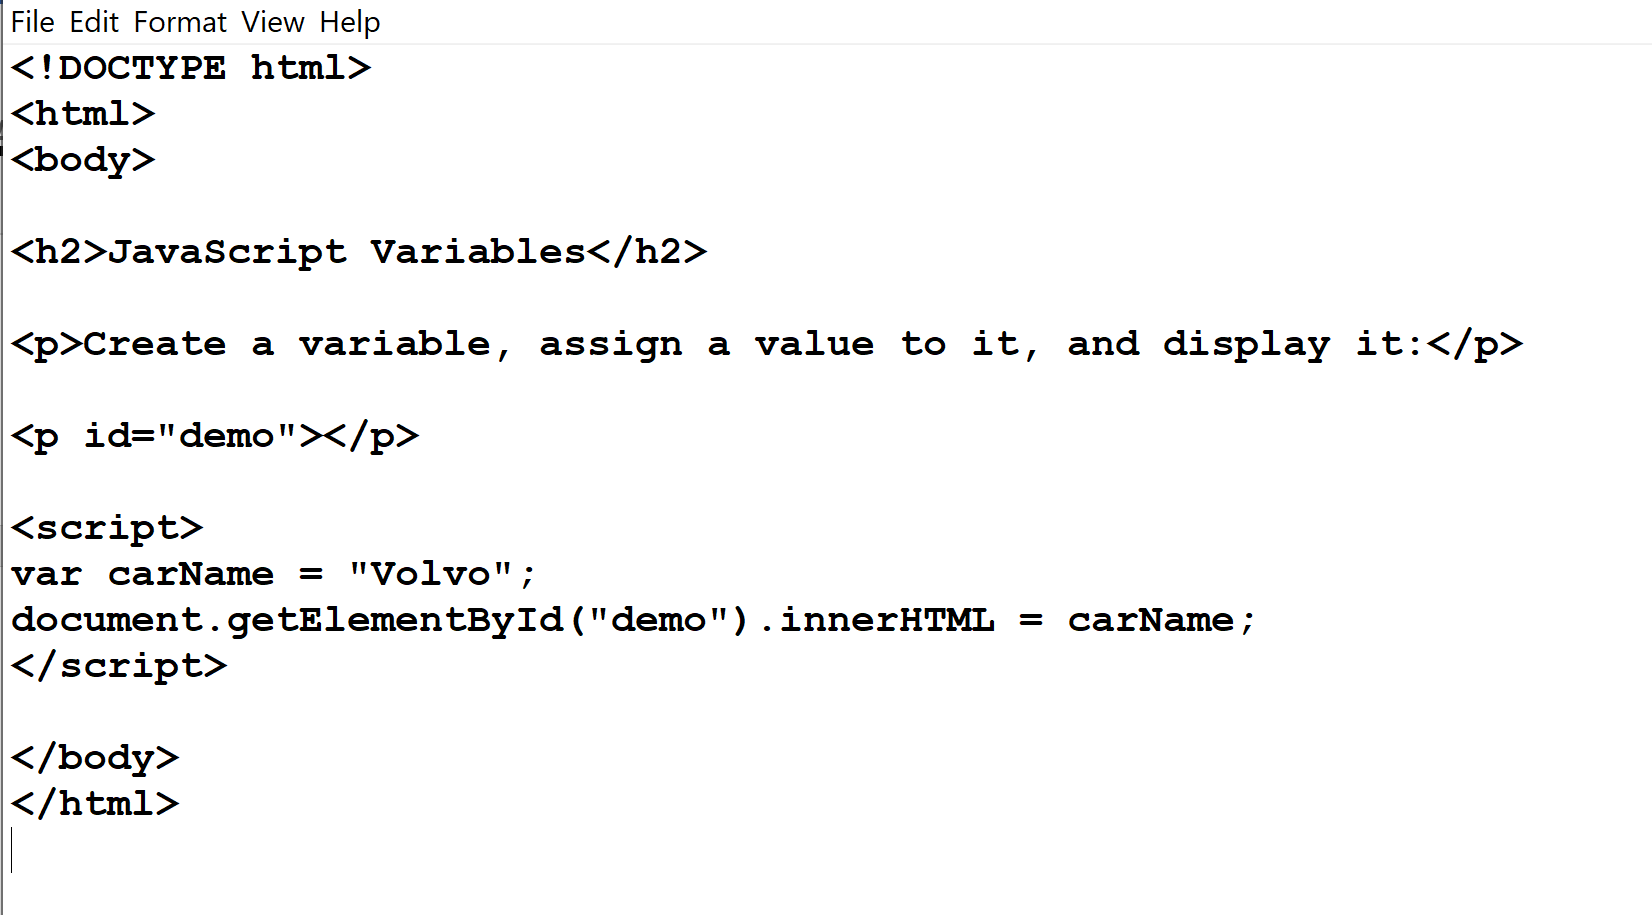 File Edit Format View Help
<!DOCTYPE html>
<html>
<body>
<h2>JavaScript Variables</h2>
<p>Create a variable, assign a value to it, and display it:</p>
<p id="demo"></p>
<script>
var carName = "Volvo";
document.getElementById("demo").innerHTML = carName;
</script>
</body>
</html>